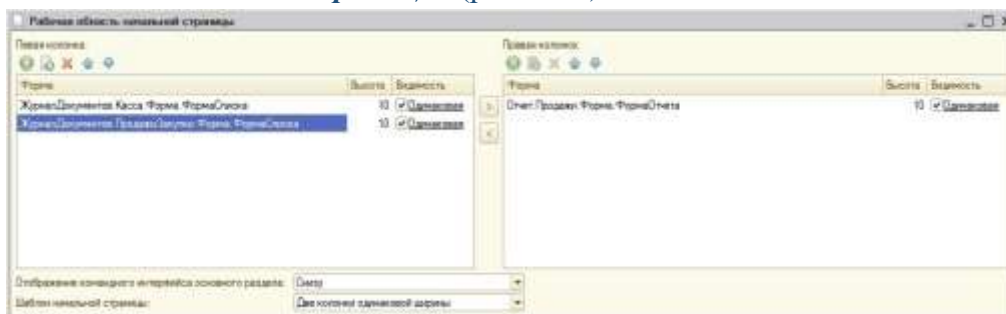 Рабочая область начальной страницы
Левая колонка:
Правая колонка:
Форма Высота Видимость
Форма Высота Видимость
ЖурналДокументов.Касса.Форма.ФормаСписка 10 Одинаковая
Отчет.Продажи.Форма.ФормаОтчета 10 Одинаковая
ЖурналДокументов.ПродажиЗакупки.Форма.ФормаСписка 10 Одинаковая
> 
<
Отображение командного интерфейса основного раздела: Снизу
Шаблон начальной страницы: Две колонки одинаковой ширины